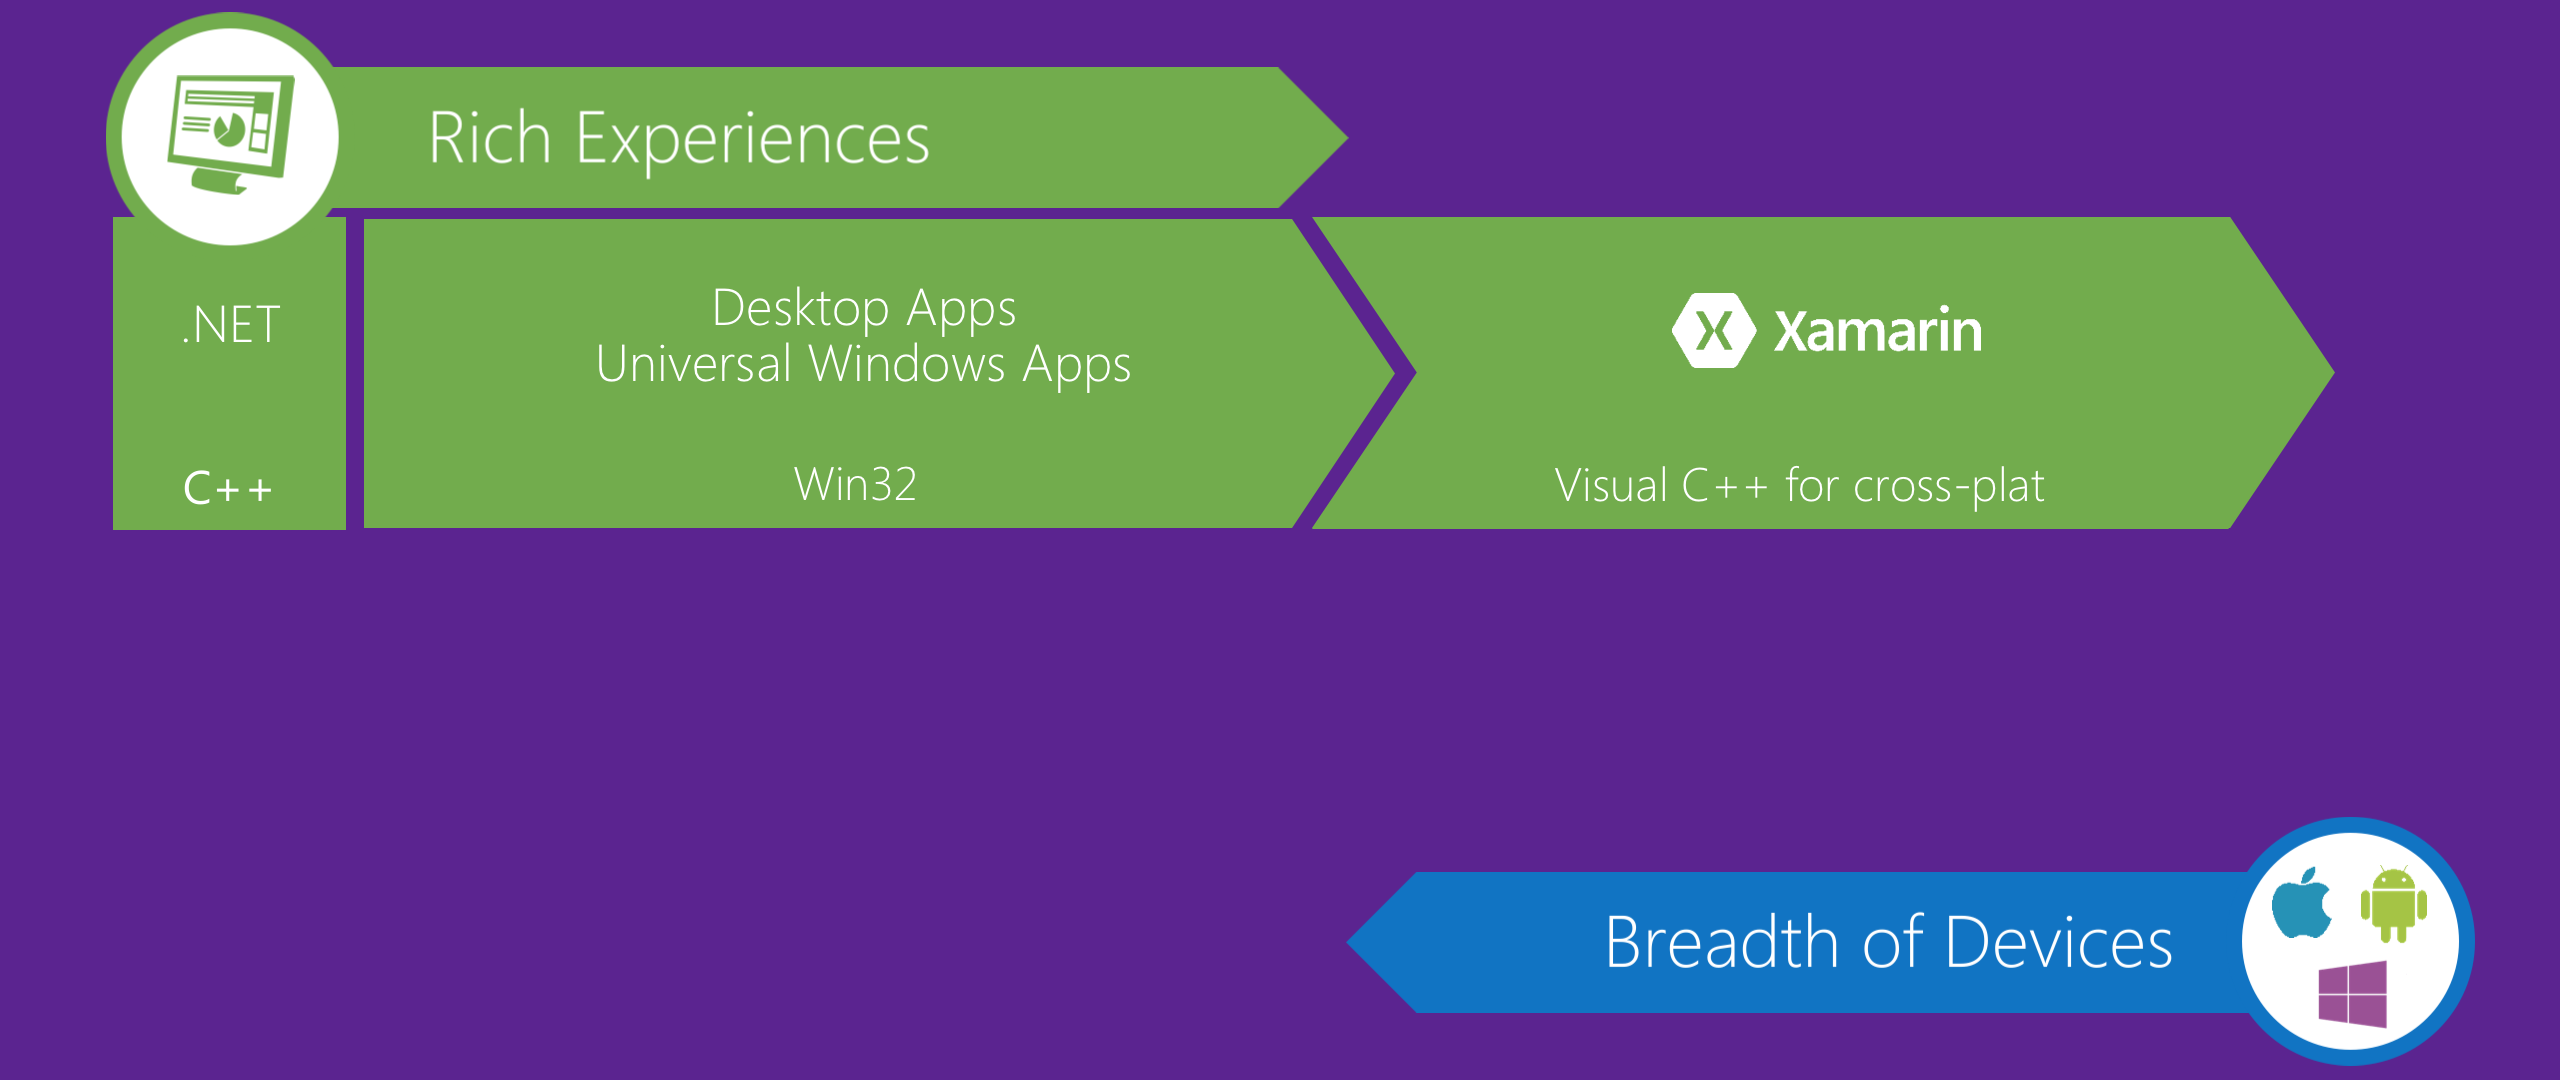 Rich Experiences
.NET
Desktop Apps
Universal Windows Apps
Xamarin
C++
Win32
Visual C++ for cross-plat
Breadth of Devices